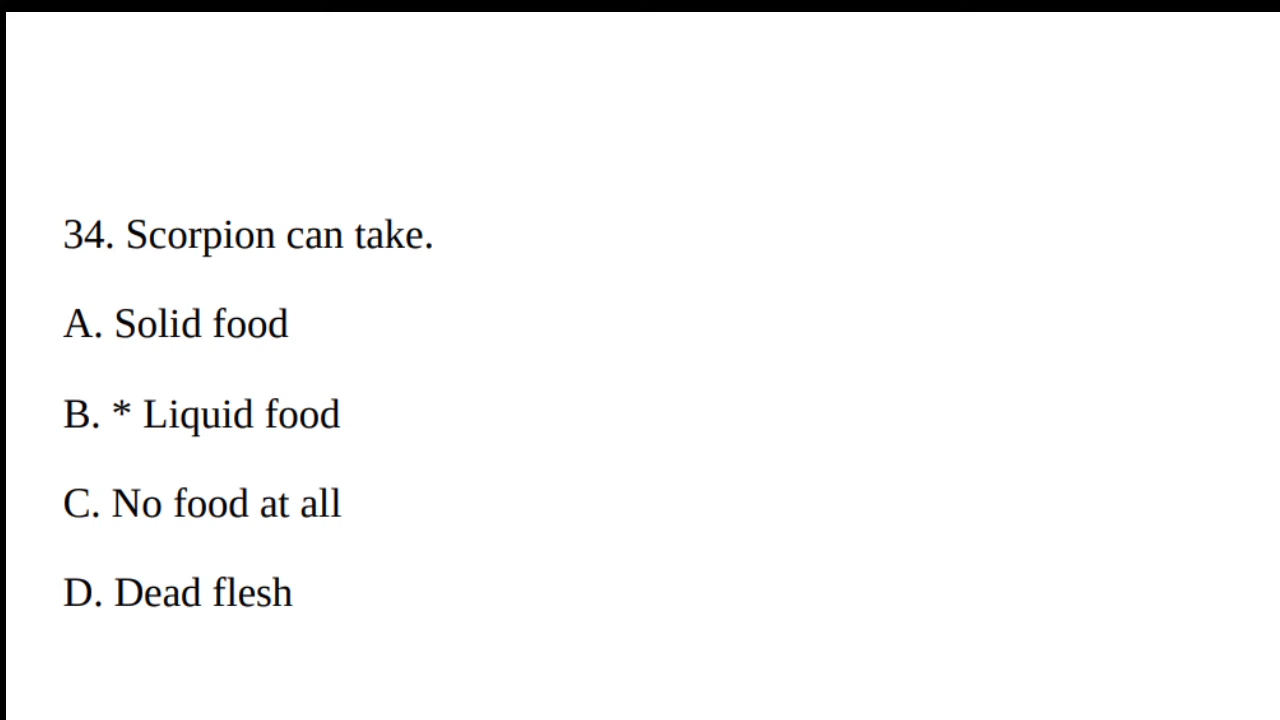 34. Scorpion can take.
A. Solid food
B. * Liquid food
C. No food at all
D. Dead flesh